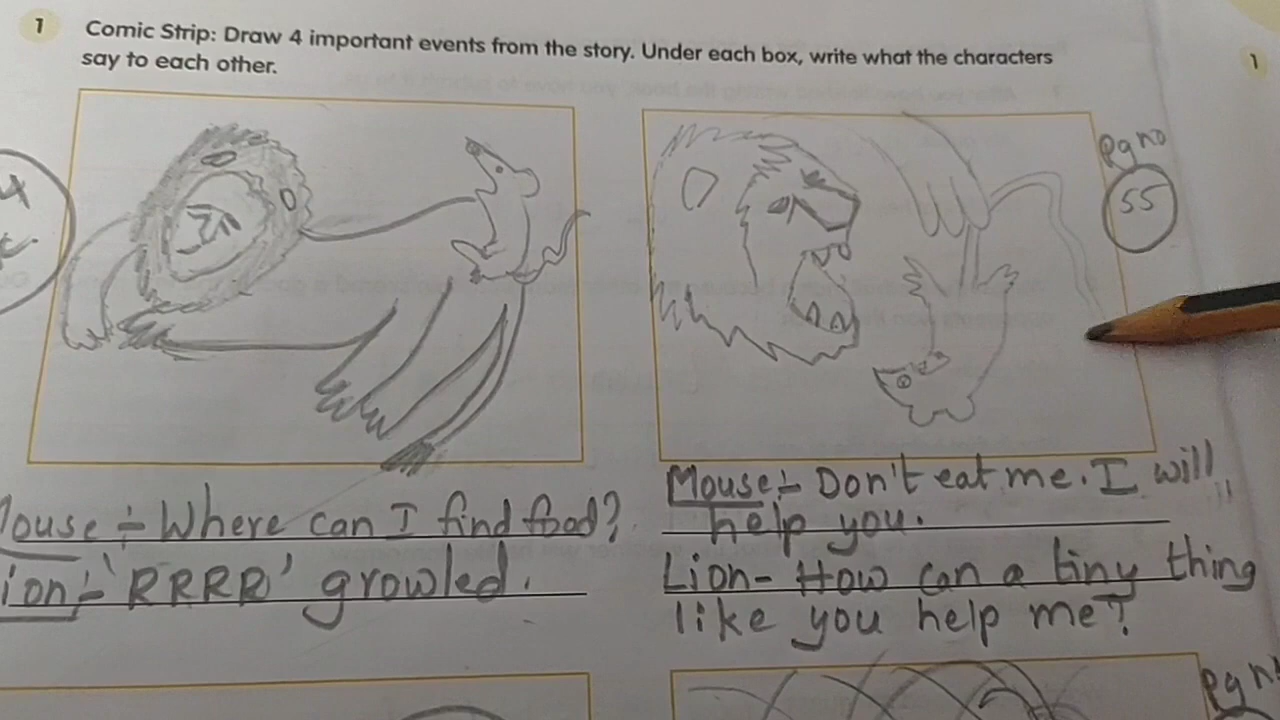 1
Comic Strip: Draw 4 important events from the story. Under each box, write what the characters
say to each other.
1
4
Pg no
55
Mouse :- Where can I find food?
Lion :- 'RRRR' growled.
Mouse :- Don't eat me. I will
help you.
Lion - How can a tiny thing
like you help me?
Pg n